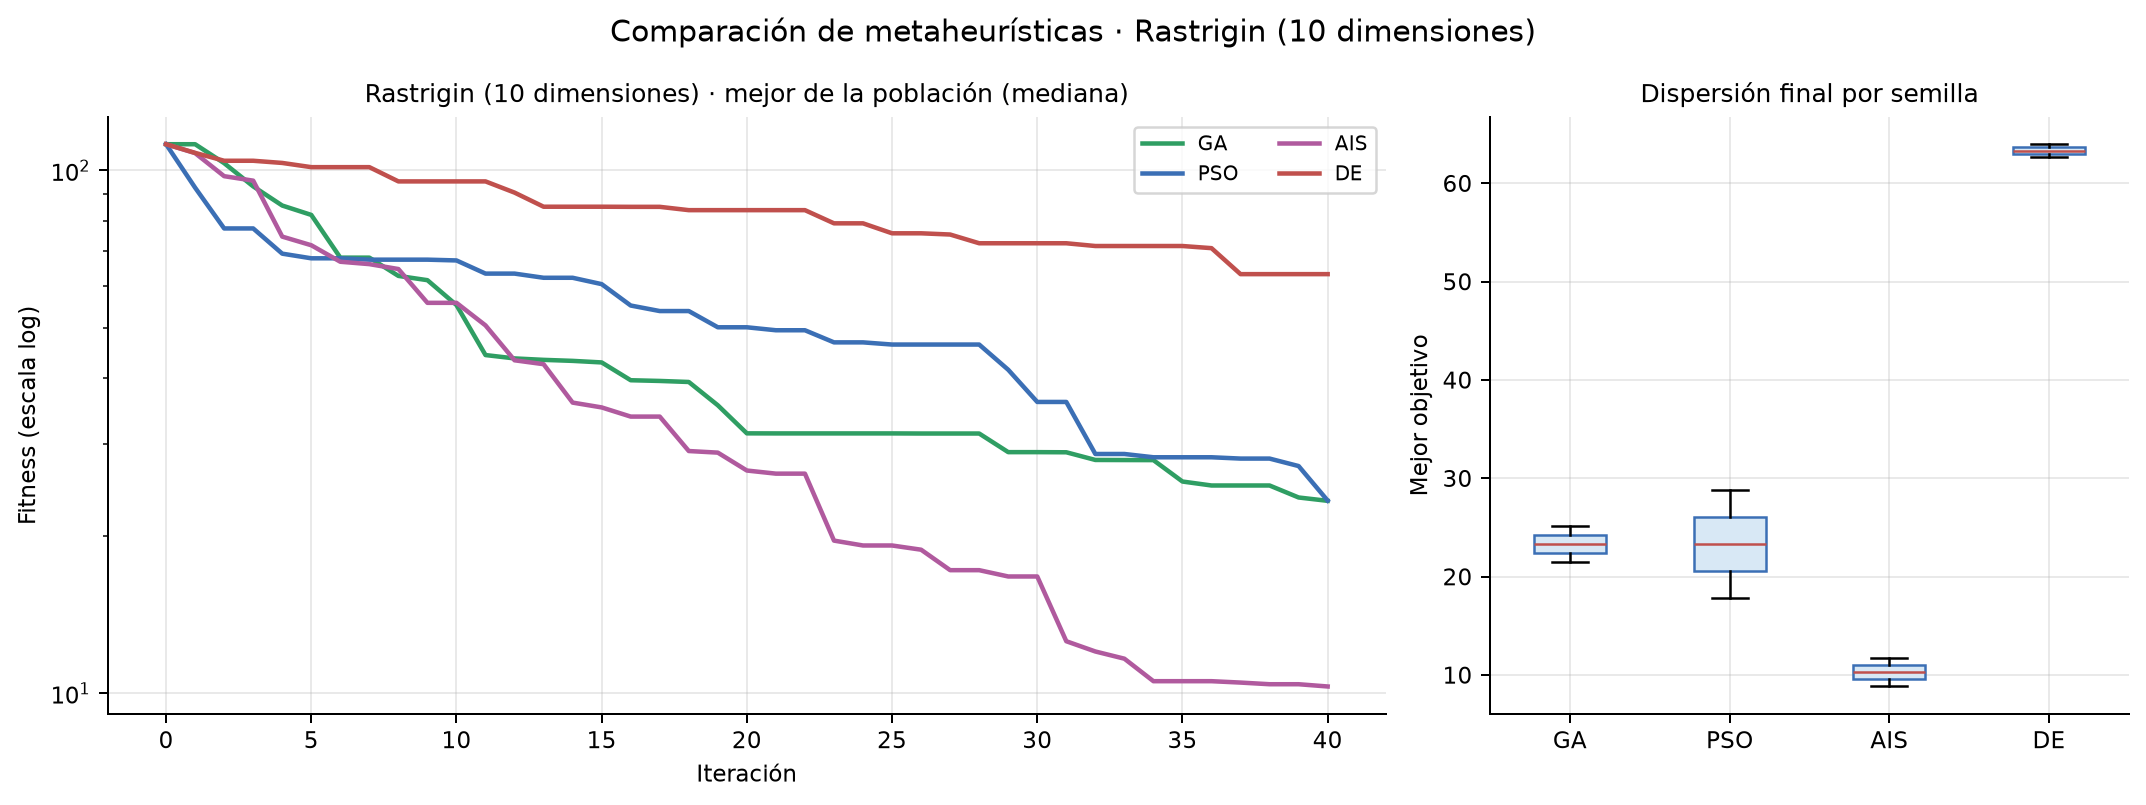 Comparación de metaheurísticas · Rastrigin (10 dimensiones)
Rastrigin (10 dimensiones) · mejor de la población (mediana)
Fitness (escala log)
10²
10¹
GA
PSO
AIS
DE
0 5 10 15 20 25 30 35 40
Iteración
Dispersión final por semilla
Mejor objetivo
60
50
40
30
20
10
GA PSO AIS DE